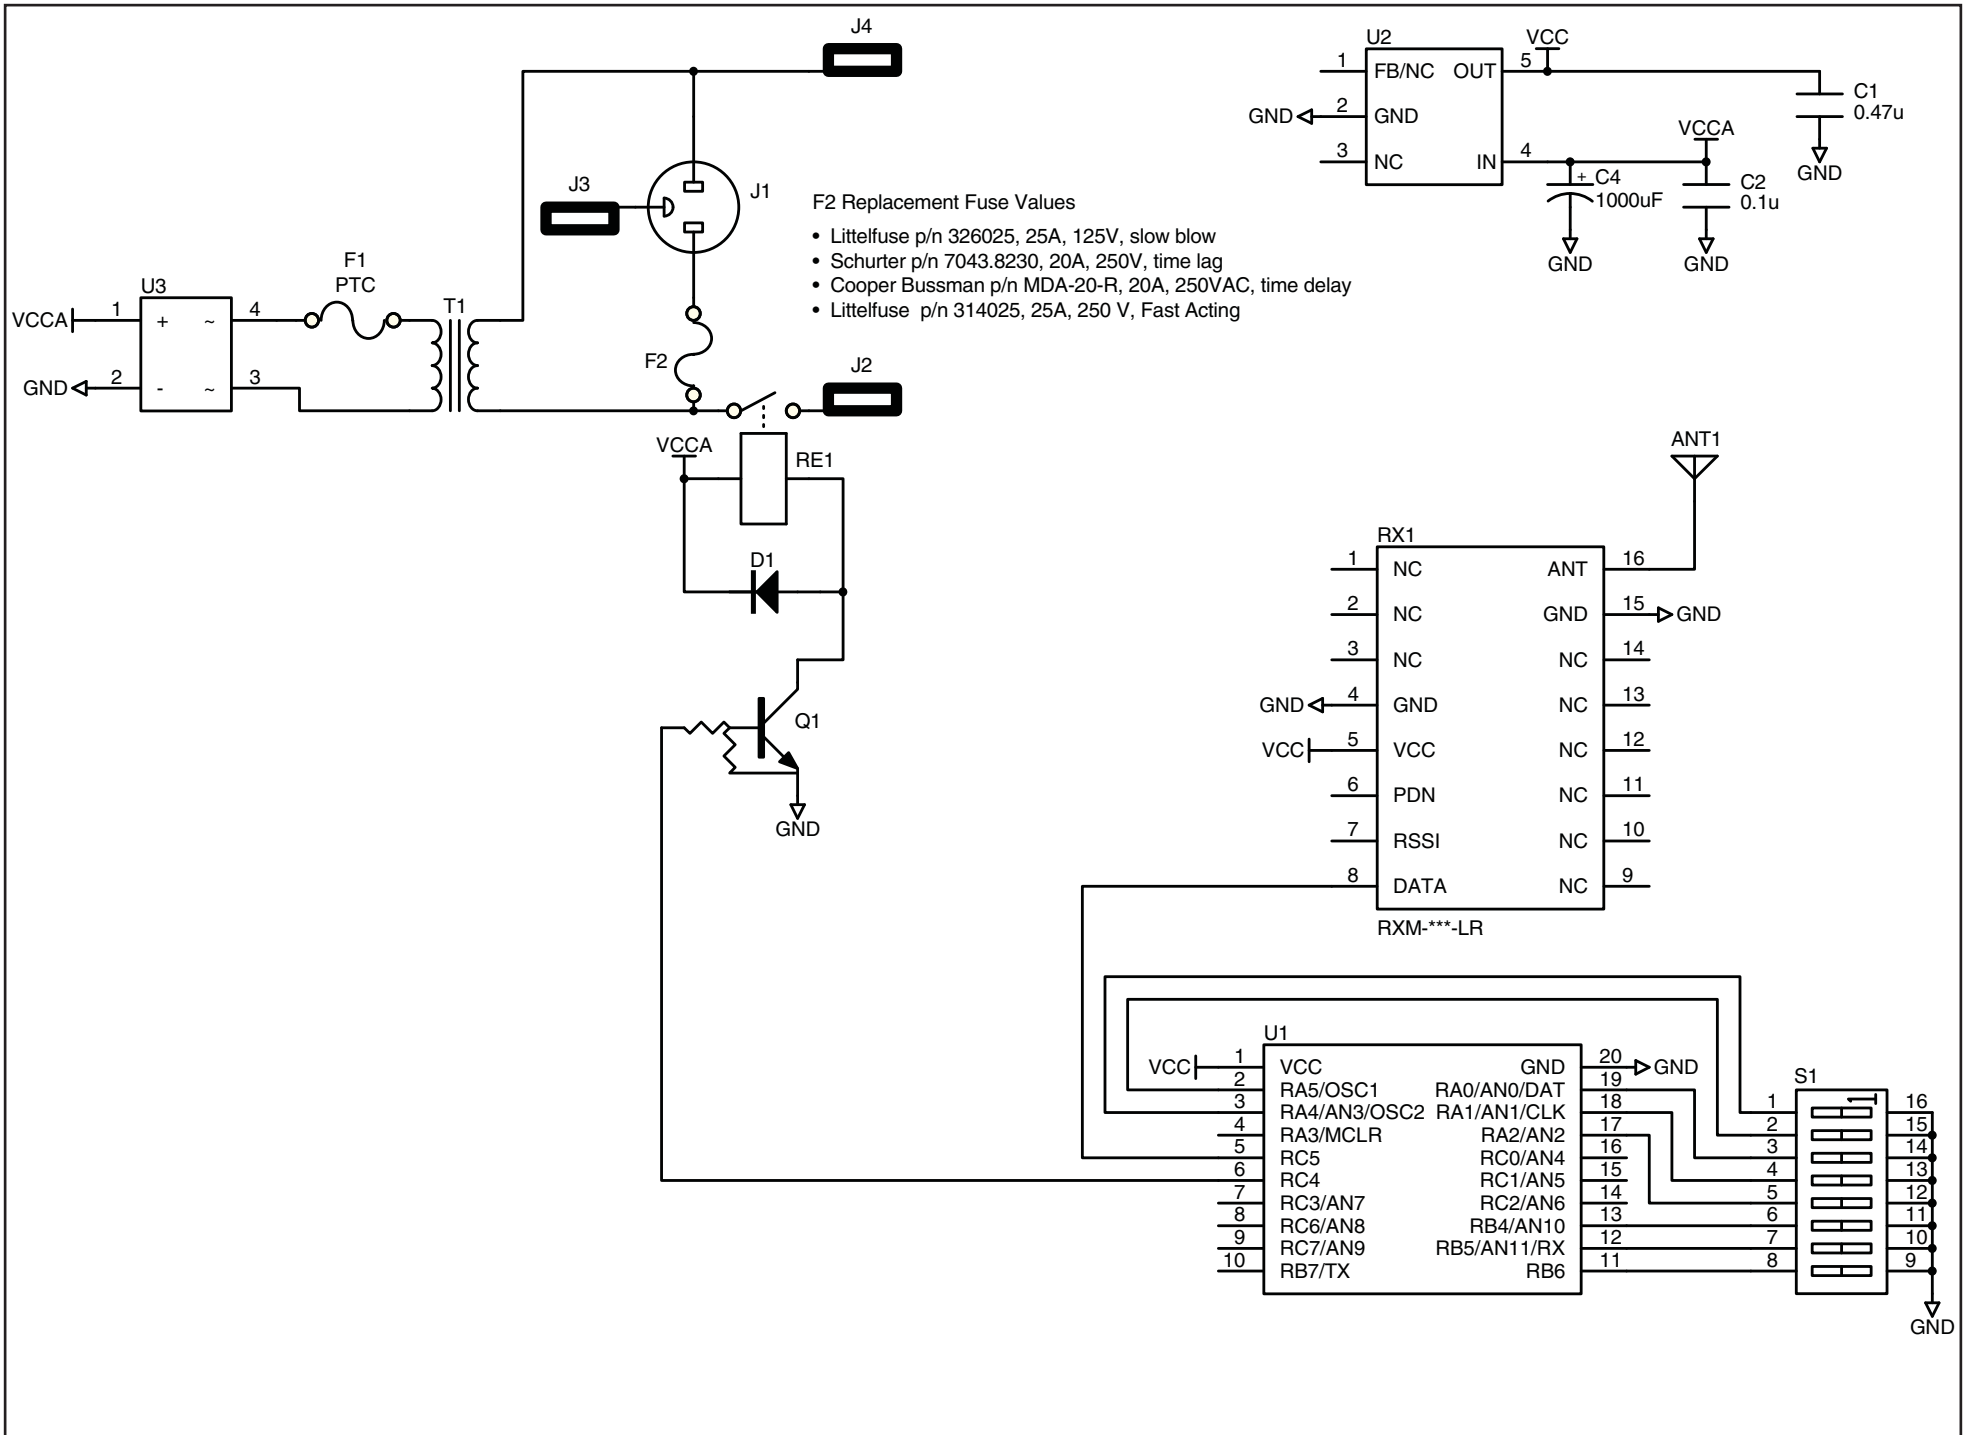 J4
J3
J1
F2 Replacement Fuse Values
• Littelfuse p/n 326025, 25A, 125V, slow blow
• Schurter p/n 7043.8230, 20A, 250V, time lag
• Cooper Bussman p/n MDA-20-R, 20A, 250VAC, time delay
• Littelfuse p/n 314025, 25A, 250 V, Fast Acting
U3
VCCA 1 + ~ 4
GND 2 - ~ 3
F1
PTC
T1
F2
J2
VCCA
RE1
D1
Q1
GND
U2
VCC
1 FB/NC OUT 5
GND 2 GND
3 NC IN 4
C1
0.47u
GND
VCCA
+ C4
1000uF
GND
C2
0.1u
GND
ANT1
RX1
1 NC ANT 16
2 NC GND 15 GND
3 NC NC 14
GND 4 GND NC 13
VCC 5 VCC NC 12
6 PDN NC 11
7 RSSI NC 10
8 DATA NC 9
RXM-***-LR
U1
VCC 1 VCC GND 20 GND
2 RA5/OSC1 RA0/AN0/DAT 19
3 RA4/AN3/OSC2 RA1/AN1/CLK 18
4 RA3/MCLR RA2/AN2 17
5 RC5 RC0/AN4 16
6 RC4 RC1/AN5 15
7 RC3/AN7 RC2/AN6 14
8 RC6/AN8 RB4/AN10 13
9 RC7/AN9 RB5/AN11/RX 12
10 RB7/TX RB6 11
S1
1
1 16
2 15
3 14
4 13
5 12
6 11
7 10
8 9
GND